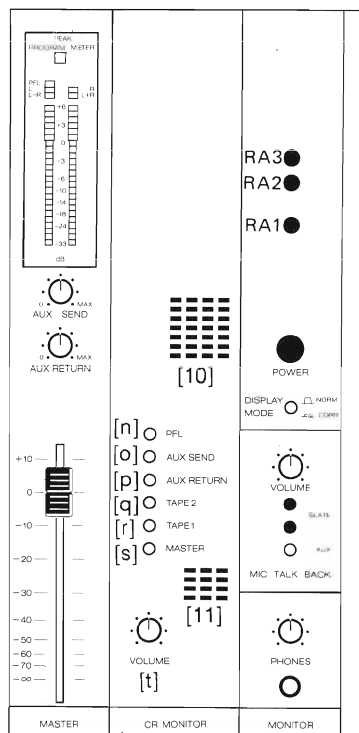 PEAK
PROGRAM METER
PFL
L R
L-R L+R
+6
+3
0
-3
-6
-10
-14
-18
-24
-33
dB
0 MAX
AUX SEND
0 MAX
AUX RETURN
+10
0
-10
-20
-30
-40
-50
-60
-70
-∞
MASTER
[10]
[n] PFL
[o] AUX SEND
[p] AUX RETURN
[q] TAPE 2
[r] TAPE 1
[s] MASTER
[11]
VOLUME
[t]
CR MONITOR
RA3
RA2
RA1
POWER
DISPLAY NORM
MODE
VOLUME
SLATE
AUX
MIC TALK BACK
PHONES
MONITOR